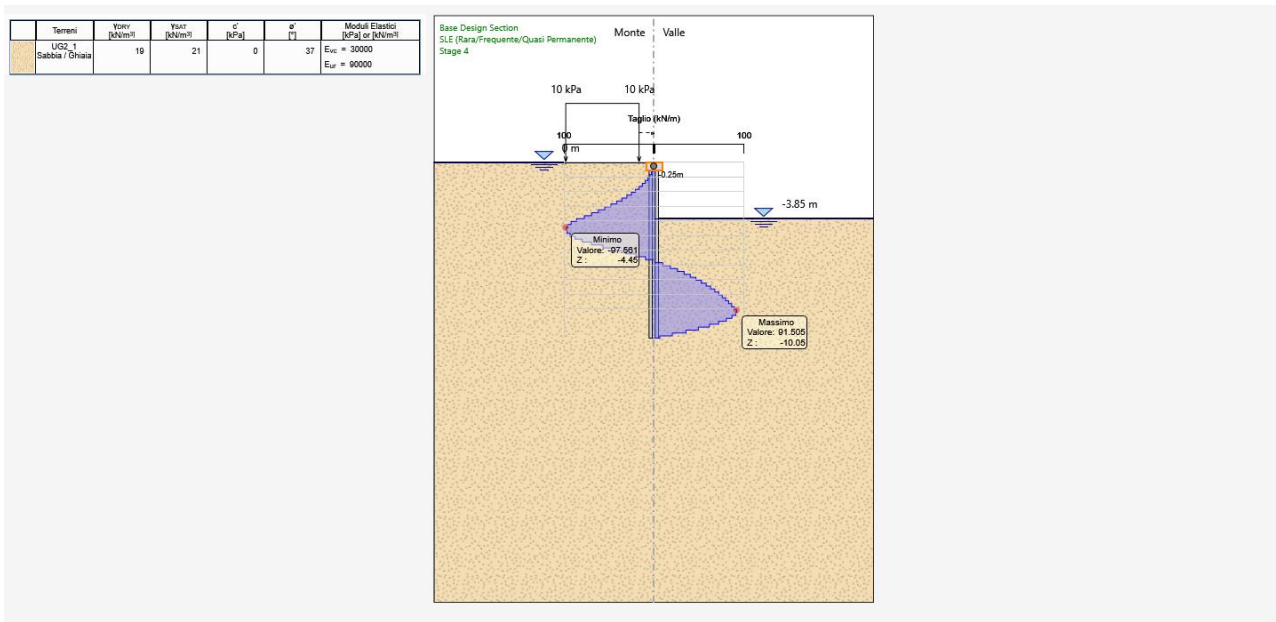 Terreni γDRY [kN/m³] γSAT [kN/m³] c' [kPa] ø' [°] Moduli Elastici [kPa] or [kN/m³]
UG2_1 Sabbia / Ghiaia 19 21 0 37 Evc = 30000
Eur = 90000
Base Design Section
SLE (Rara/Frequente/Quasi Permanente)
Stage 4
Monte Valle
10 kPa 10 kPa
Taglio (kN/m)
100 100
0 m
-0.25m
-3.85 m
Minimo
Valore: -97.561
Z : -4.45
Massimo
Valore: 91.505
Z : -10.05